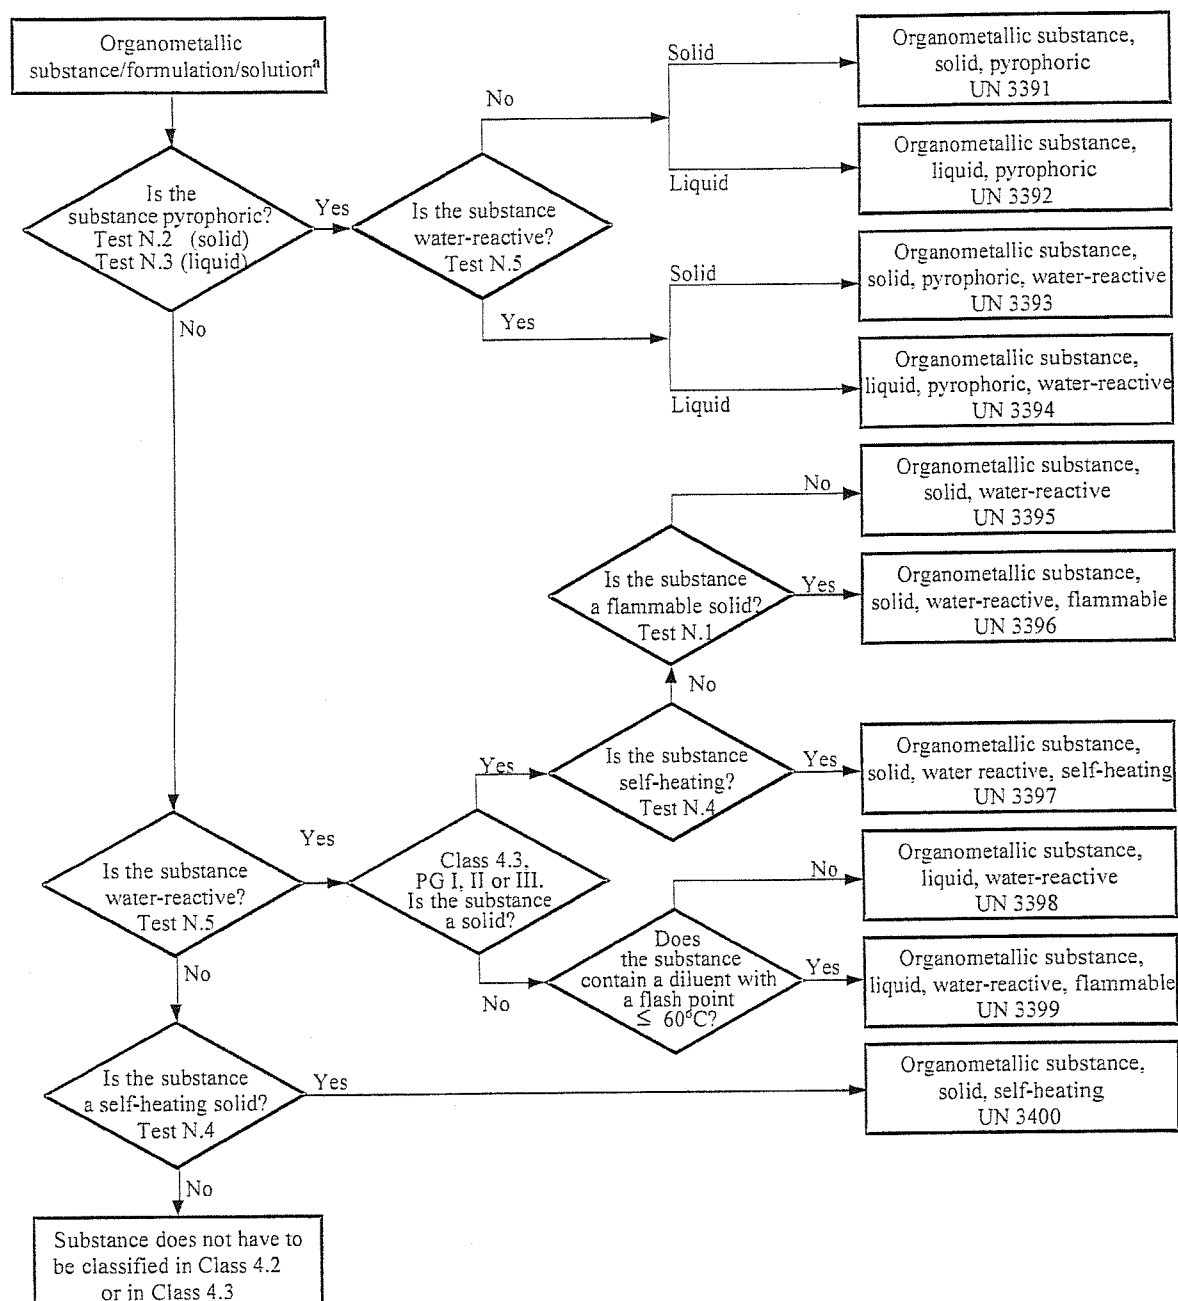 Organometallic
substance/formulation/solutionª
Is the
substance pyrophoric?
Test N.2 (solid)
Test N.3 (liquid)
Yes
No
Is the substance
water-reactive?
Test N.5
No
Yes
Solid
Liquid
Solid
Liquid
Organometallic substance,
solid, pyrophoric
UN 3391
Organometallic substance,
liquid, pyrophoric
UN 3392
Organometallic substance,
solid, pyrophoric, water-reactive
UN 3393
Organometallic substance,
liquid, pyrophoric, water-reactive
UN 3394
No
Organometallic substance,
solid, water-reactive
UN 3395
Is the substance
a flammable solid?
Test N.1
Yes
Organometallic substance,
solid, water-reactive, flammable
UN 3396
No
Is the substance
self-heating?
Test N.4
Yes
Organometallic substance,
solid, water reactive, self-heating
UN 3397
Is the substance
water-reactive?
Test N.5
Yes
Class 4.3,
PG I, II or III.
Is the substance
a solid?
Yes
No
Does
the substance
contain a diluent with
a flash point
≤ 60°C?
No
Organometallic substance,
liquid, water-reactive
UN 3398
Yes
Organometallic substance,
liquid, water-reactive, flammable
UN 3399
No
Is the substance
a self-heating solid?
Test N.4
Yes
Organometallic substance,
solid, self-heating
UN 3400
No
Substance does not have to
be classified in Class 4.2
or in Class 4.3